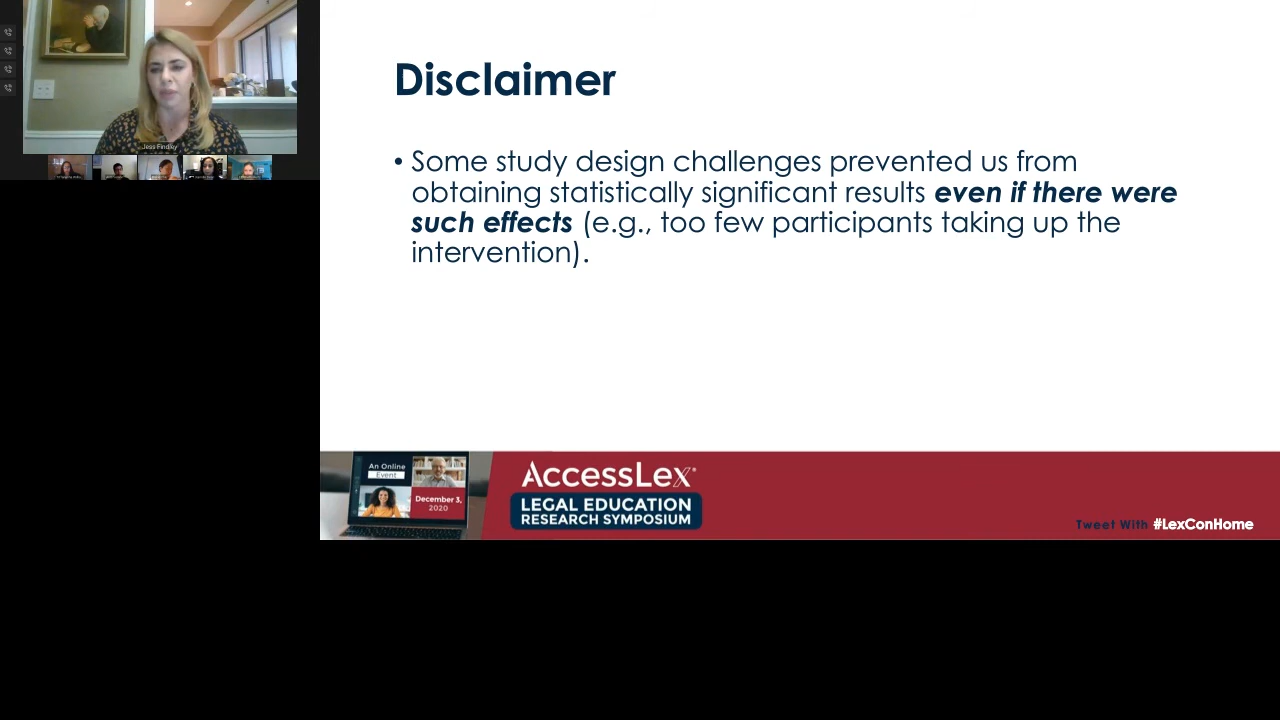 Jess Findley
Disclaimer
• Some study design challenges prevented us from
obtaining statistically significant results even if there were
such effects (e.g., too few participants taking up the
intervention).
An Online
Event
December 3,
2020
AccessLex®
LEGAL EDUCATION
RESEARCH SYMPOSIUM
Tweet With #LexConHome